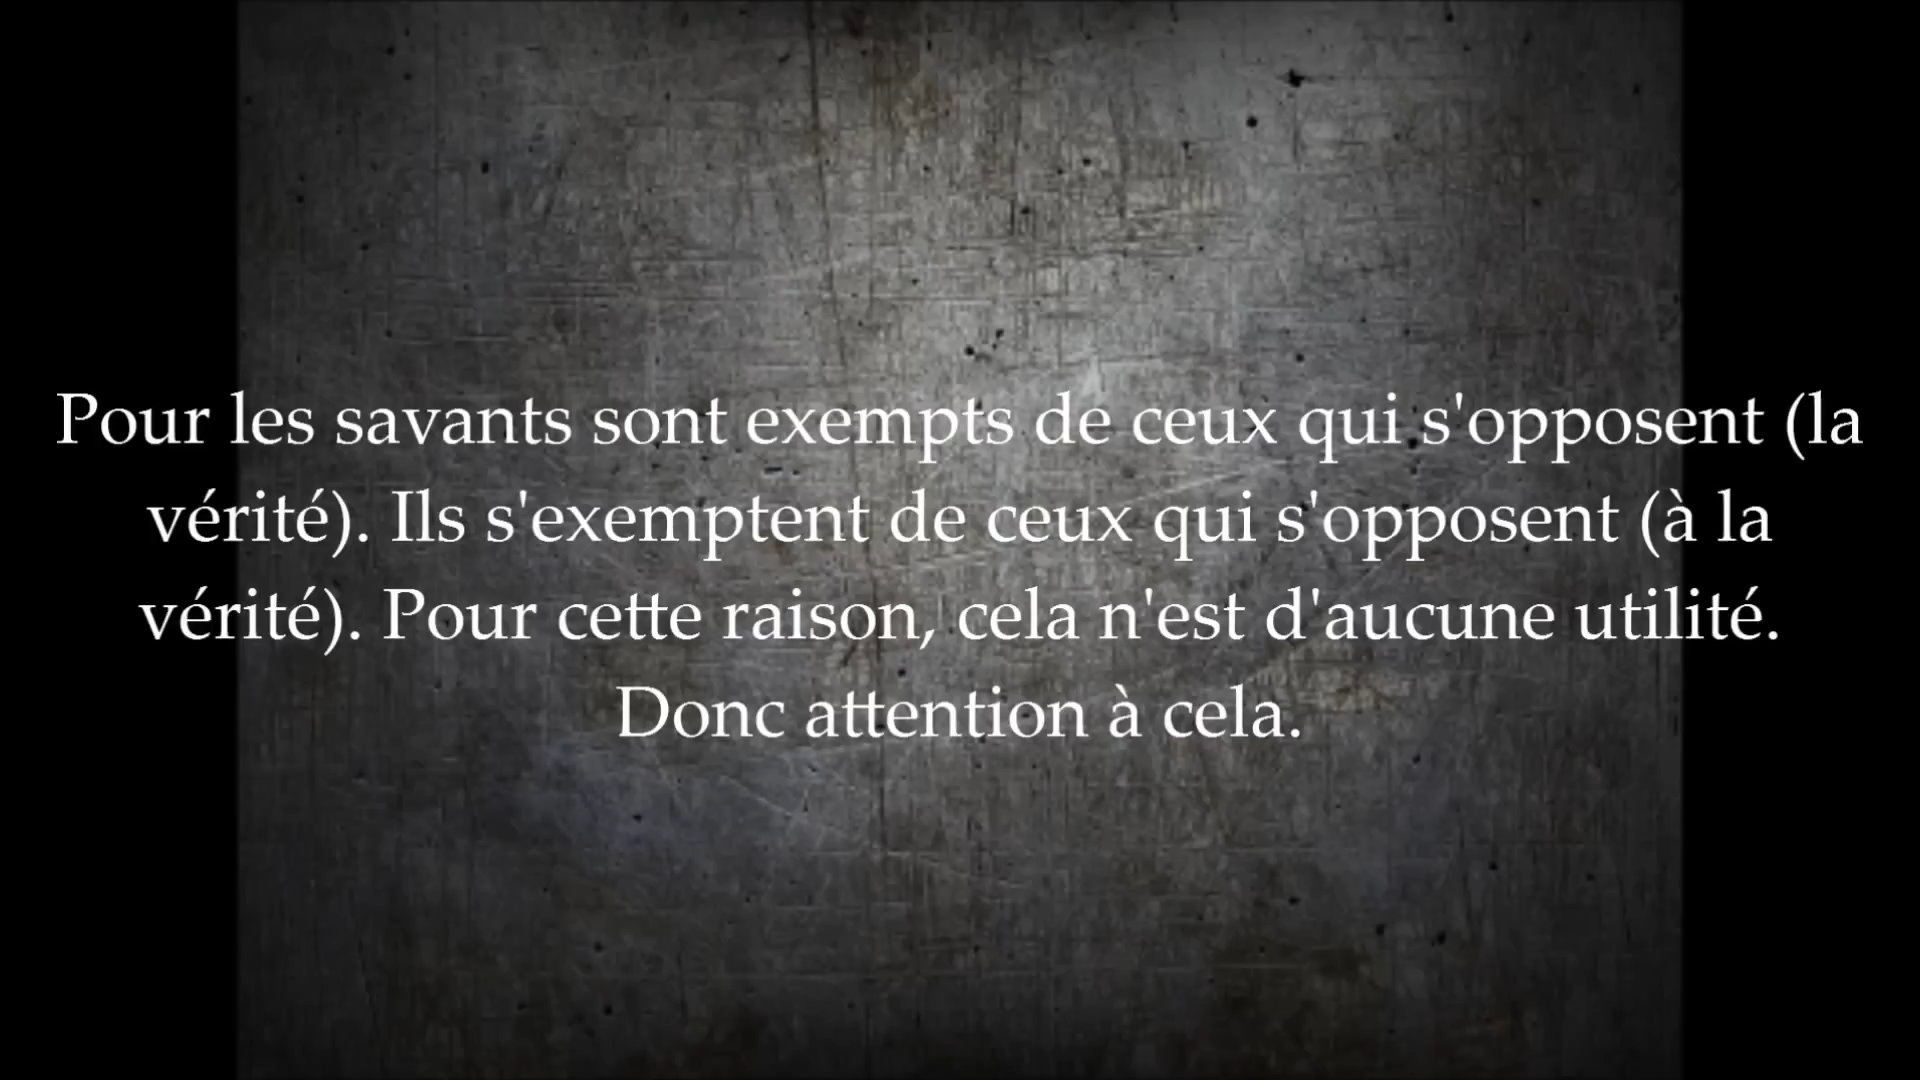 Pour les savants sont exempts de ceux qui s'opposent (la
vérité). Ils s'exemptent de ceux qui s'opposent (à la
vérité). Pour cette raison, cela n'est d'aucune utilité.
Donc attention à cela.